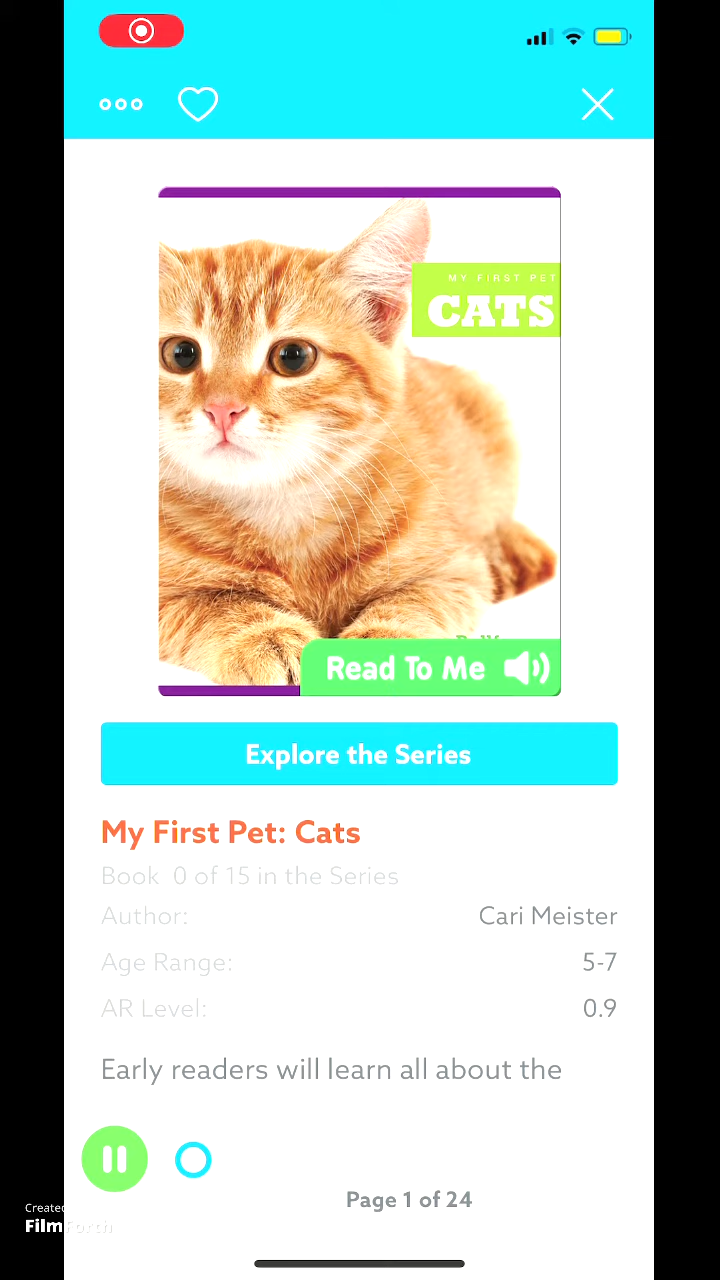 MY FIRST PET
CATS
Read To Me
Explore the Series
My First Pet: Cats
Book 0 of 15 in the Series
Author: Cari Meister
Age Range: 5-7
AR Level: 0.9
Early readers will learn all about the
Page 1 of 24
Created
FilmForth